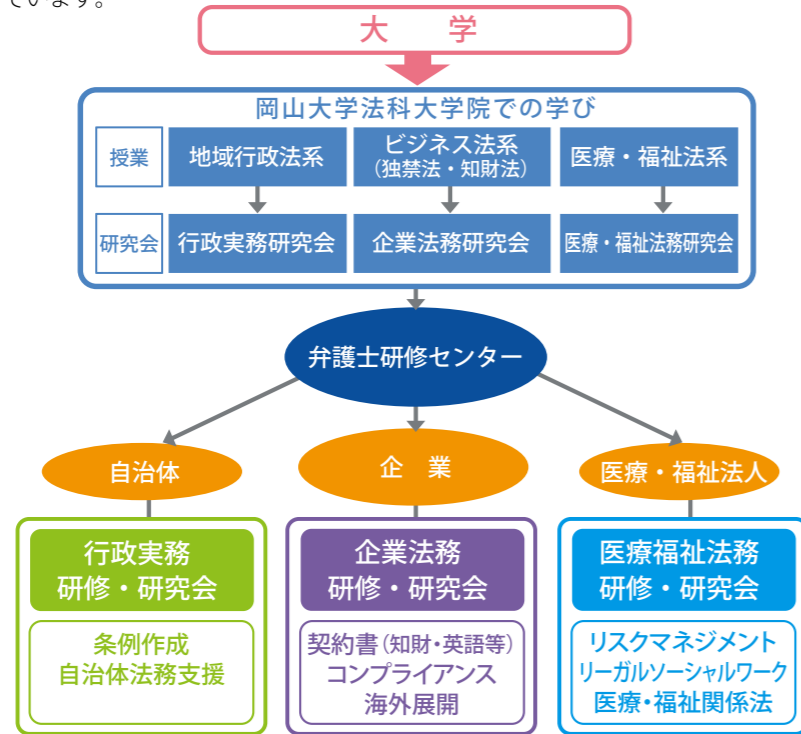 ています。
大　学
岡山大学法科大学院での学び
授業
地域行政法系
ビジネス法系
（独禁法・知財法）
医療・福祉法系
研究会
行政実務研究会
企業法務研究会
医療・福祉法務研究会
弁護士研修センター
自治体
企　業
医療・福祉法人
行政実務
研修・研究会
条例作成
自治体法務支援
企業法務
研修・研究会
契約書（知財・英語等）
コンプライアンス
海外展開
医療福祉法務
研修・研究会
リスクマネジメント
リーガルソーシャルワーク
医療・福祉関係法